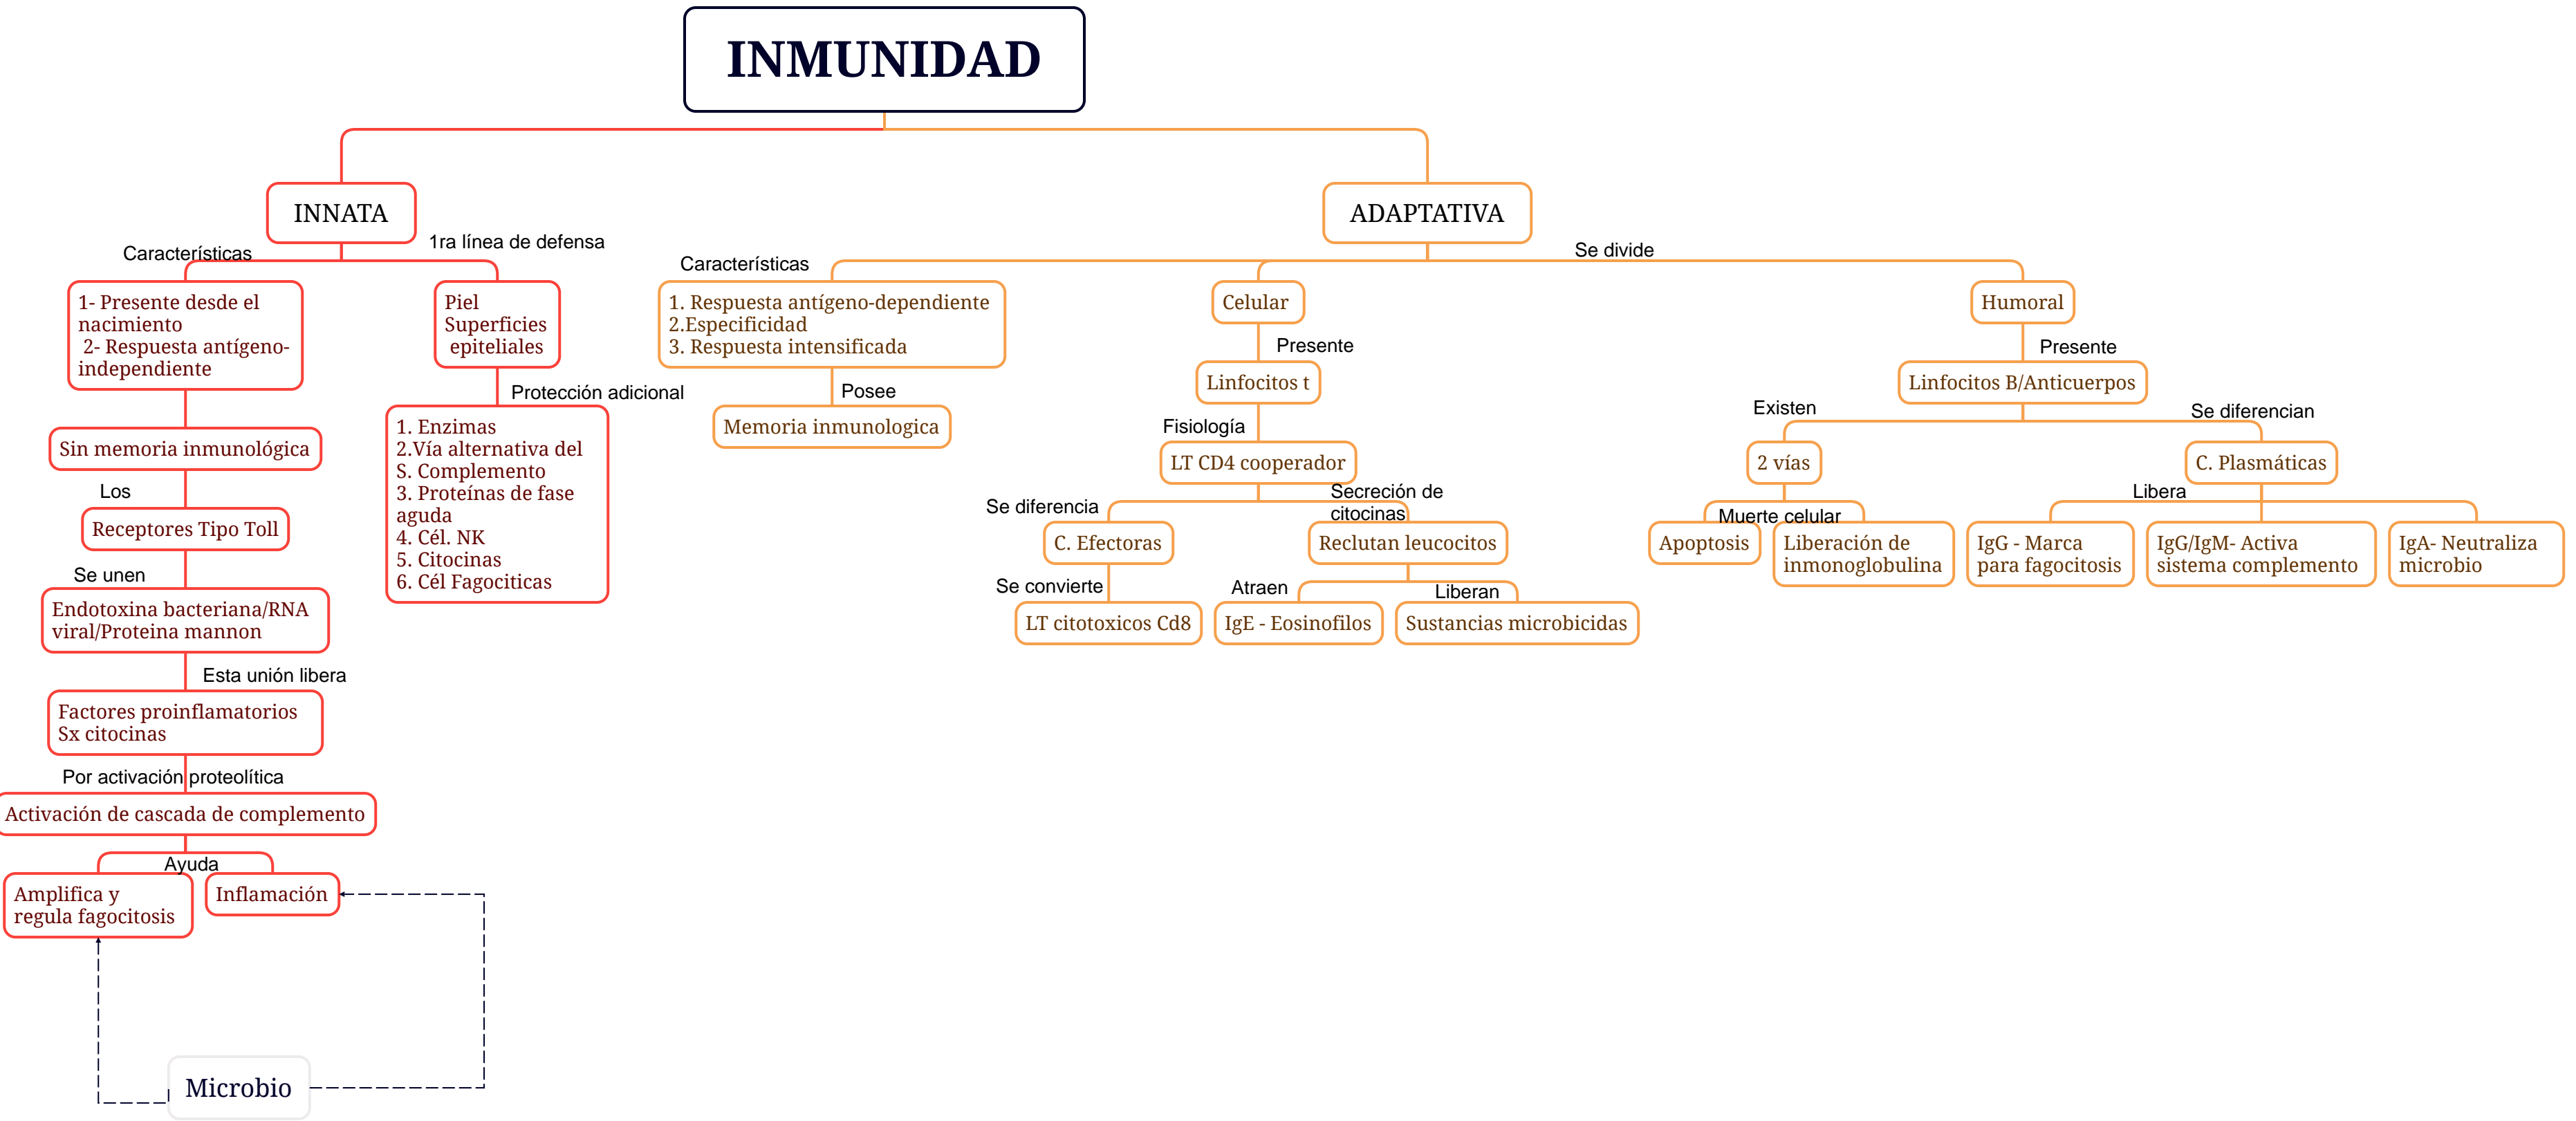 INMUNIDAD
INNATA
Características
1- Presente desde el
nacimiento
2- Respuesta antígeno-
independiente
Sin memoria inmunológica
Los
Receptores Tipo Toll
Se unen
Endotoxina bacteriana/RNA
viral/Proteina mannon
Esta unión libera
Factores proinflamatorios
Sx citocinas
Por activación proteolítica
Activación de cascada de complemento
Ayuda
Amplifica y
regula fagocitosis
Inflamación
Microbio
1ra línea de defensa
Piel
Superficies
epiteliales
Protección adicional
1. Enzimas
2.Vía alternativa del
S. Complemento
3. Proteínas de fase
aguda
4. Cél. NK
5. Citocinas
6. Cél Fagociticas
ADAPTATIVA
Características
1. Respuesta antígeno-dependiente
2.Especificidad
3. Respuesta intensificada
Posee
Memoria inmunologica
Se divide
Celular
Presente
Linfocitos t
Fisiología
LT CD4 cooperador
Se diferencia
C. Efectoras
Se convierte
LT citotoxicos Cd8
Secreción de
citocinas
Reclutan leucocitos
Atraen
IgE - Eosinofilos
Liberan
Sustancias microbicidas
Humoral
Presente
Linfocitos B/Anticuerpos
Existen
2 vías
Muerte celular
Apoptosis
Liberación de
inmonoglobulina
Se diferencian
C. Plasmáticas
Libera
IgG - Marca
para fagocitosis
IgG/IgM- Activa
sistema complemento
IgA- Neutraliza
microbio